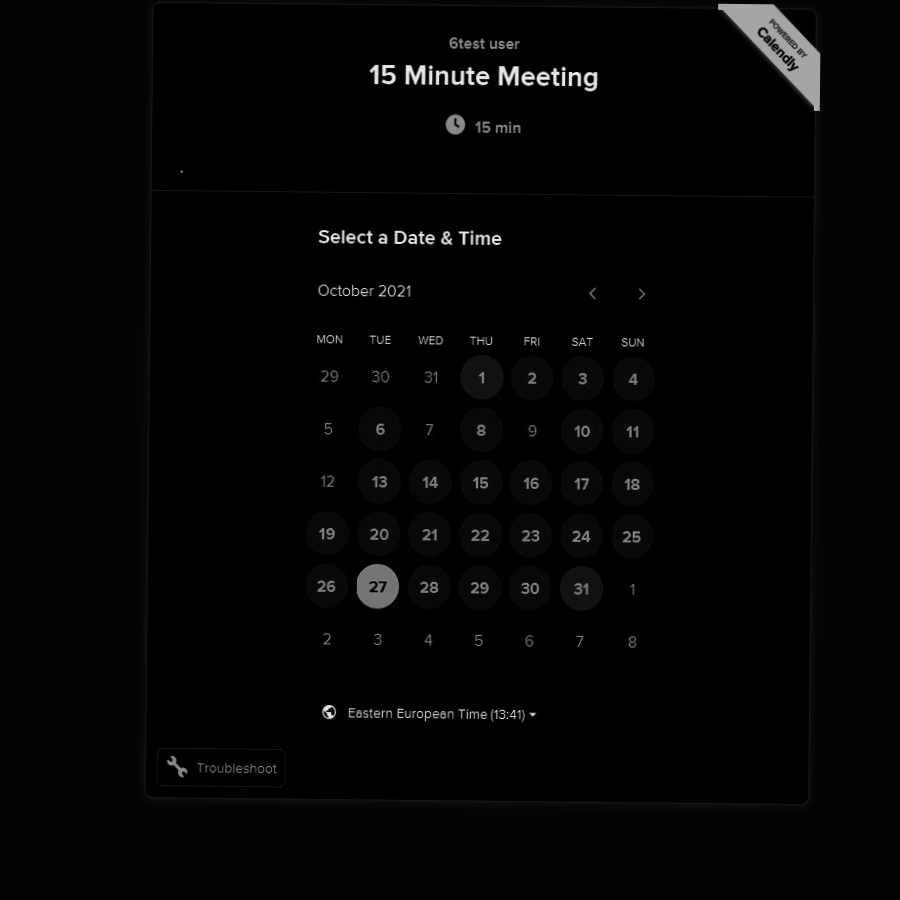 POWERED BY
Calendly
6test user
15 Minute Meeting
15 min
Select a Date & Time
October 2021
MON TUE WED THU FRI SAT SUN
29 30 31 1 2 3 4
5 6 7 8 9 10 11
12 13 14 15 16 17 18
19 20 21 22 23 24 25
26 27 28 29 30 31 1
2 3 4 5 6 7 8
Eastern European Time (13:41)
Troubleshoot